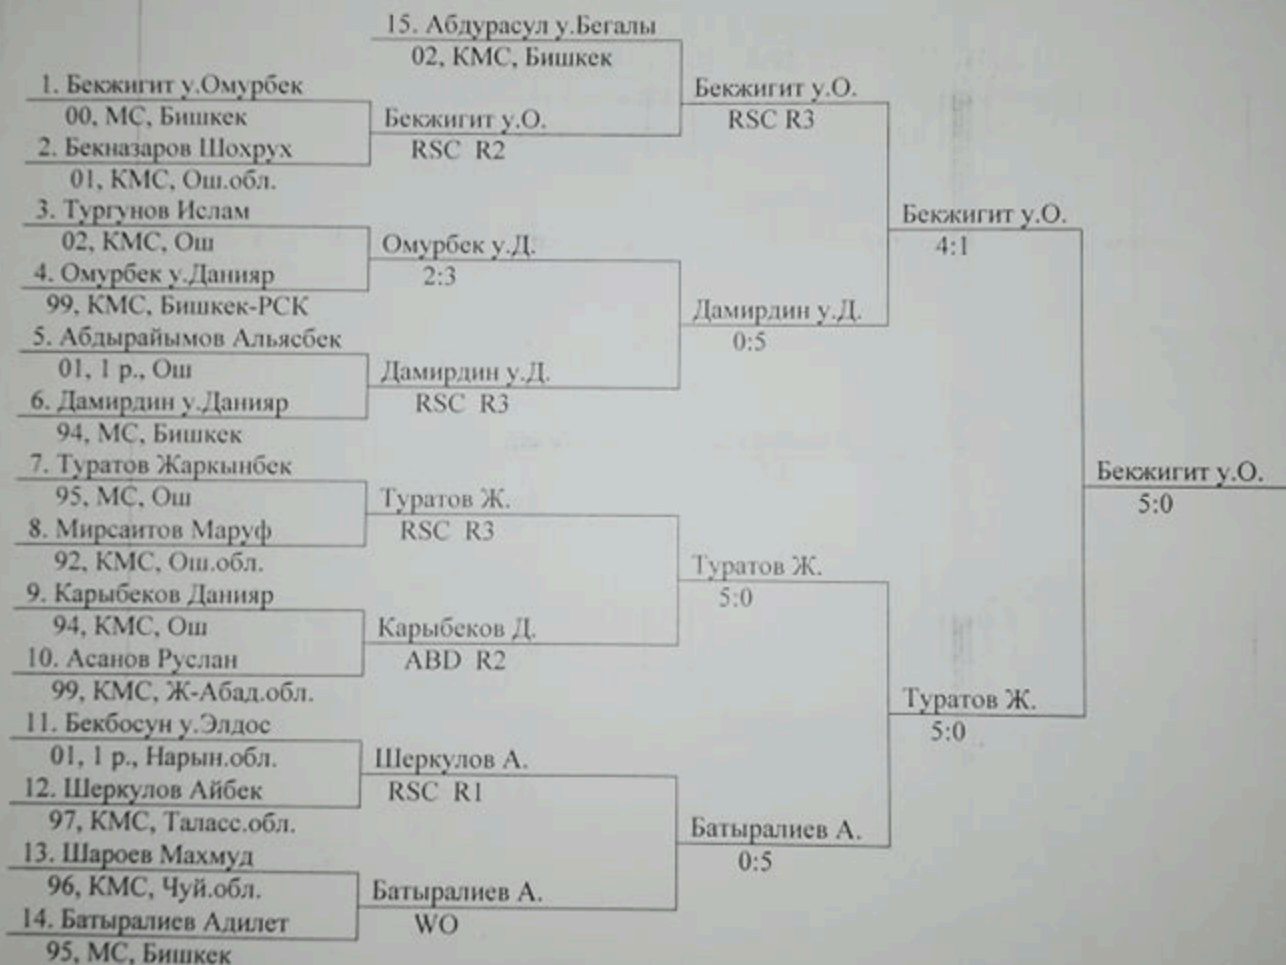 15. Абдурасул у.Бегалы
02, КМС, Бишкек
1. Бекжигит у.Омурбек
00, МС, Бишкек
2. Бекназаров Шохрух
01, КМС, Ош.обл.
3. Тургунов Ислам
02, КМС, Ош
4. Омурбек у.Данияр
99, КМС, Бишкек-РСК
5. Абдырайымов Альясбек
01, 1 р., Ош
6. Дамирдин у.Данияр
94, МС, Бишкек
7. Туратов Жаркынбек
95, МС, Ош
8. Мирсаитов Маруф
92, КМС, Ош.обл.
9. Карыбеков Данияр
94, КМС, Ош
10. Асанов Руслан
99, КМС, Ж-Абад.обл.
11. Бекбосун у.Элдос
01, 1 р., Нарын.обл.
12. Шеркулов Айбек
97, КМС, Таласс.обл.
13. Шароев Махмуд
96, КМС, Чуй.обл.
14. Батыралиев Адилет
95, МС, Бишкек
Бекжигит у.О.
RSC R2
Омурбек у.Д.
2:3
Дамирдин у.Д.
RSC R3
Туратов Ж.
RSC R3
Карыбеков Д.
ABD R2
Шеркулов А.
RSC R1
Батыралиев А.
WO
Бекжигит у.О.
RSC R3
Дамирдин у.Д.
0:5
Туратов Ж.
5:0
Батыралиев А.
0:5
Бекжигит у.О.
4:1
Туратов Ж.
5:0
Бекжигит у.О.
5:0